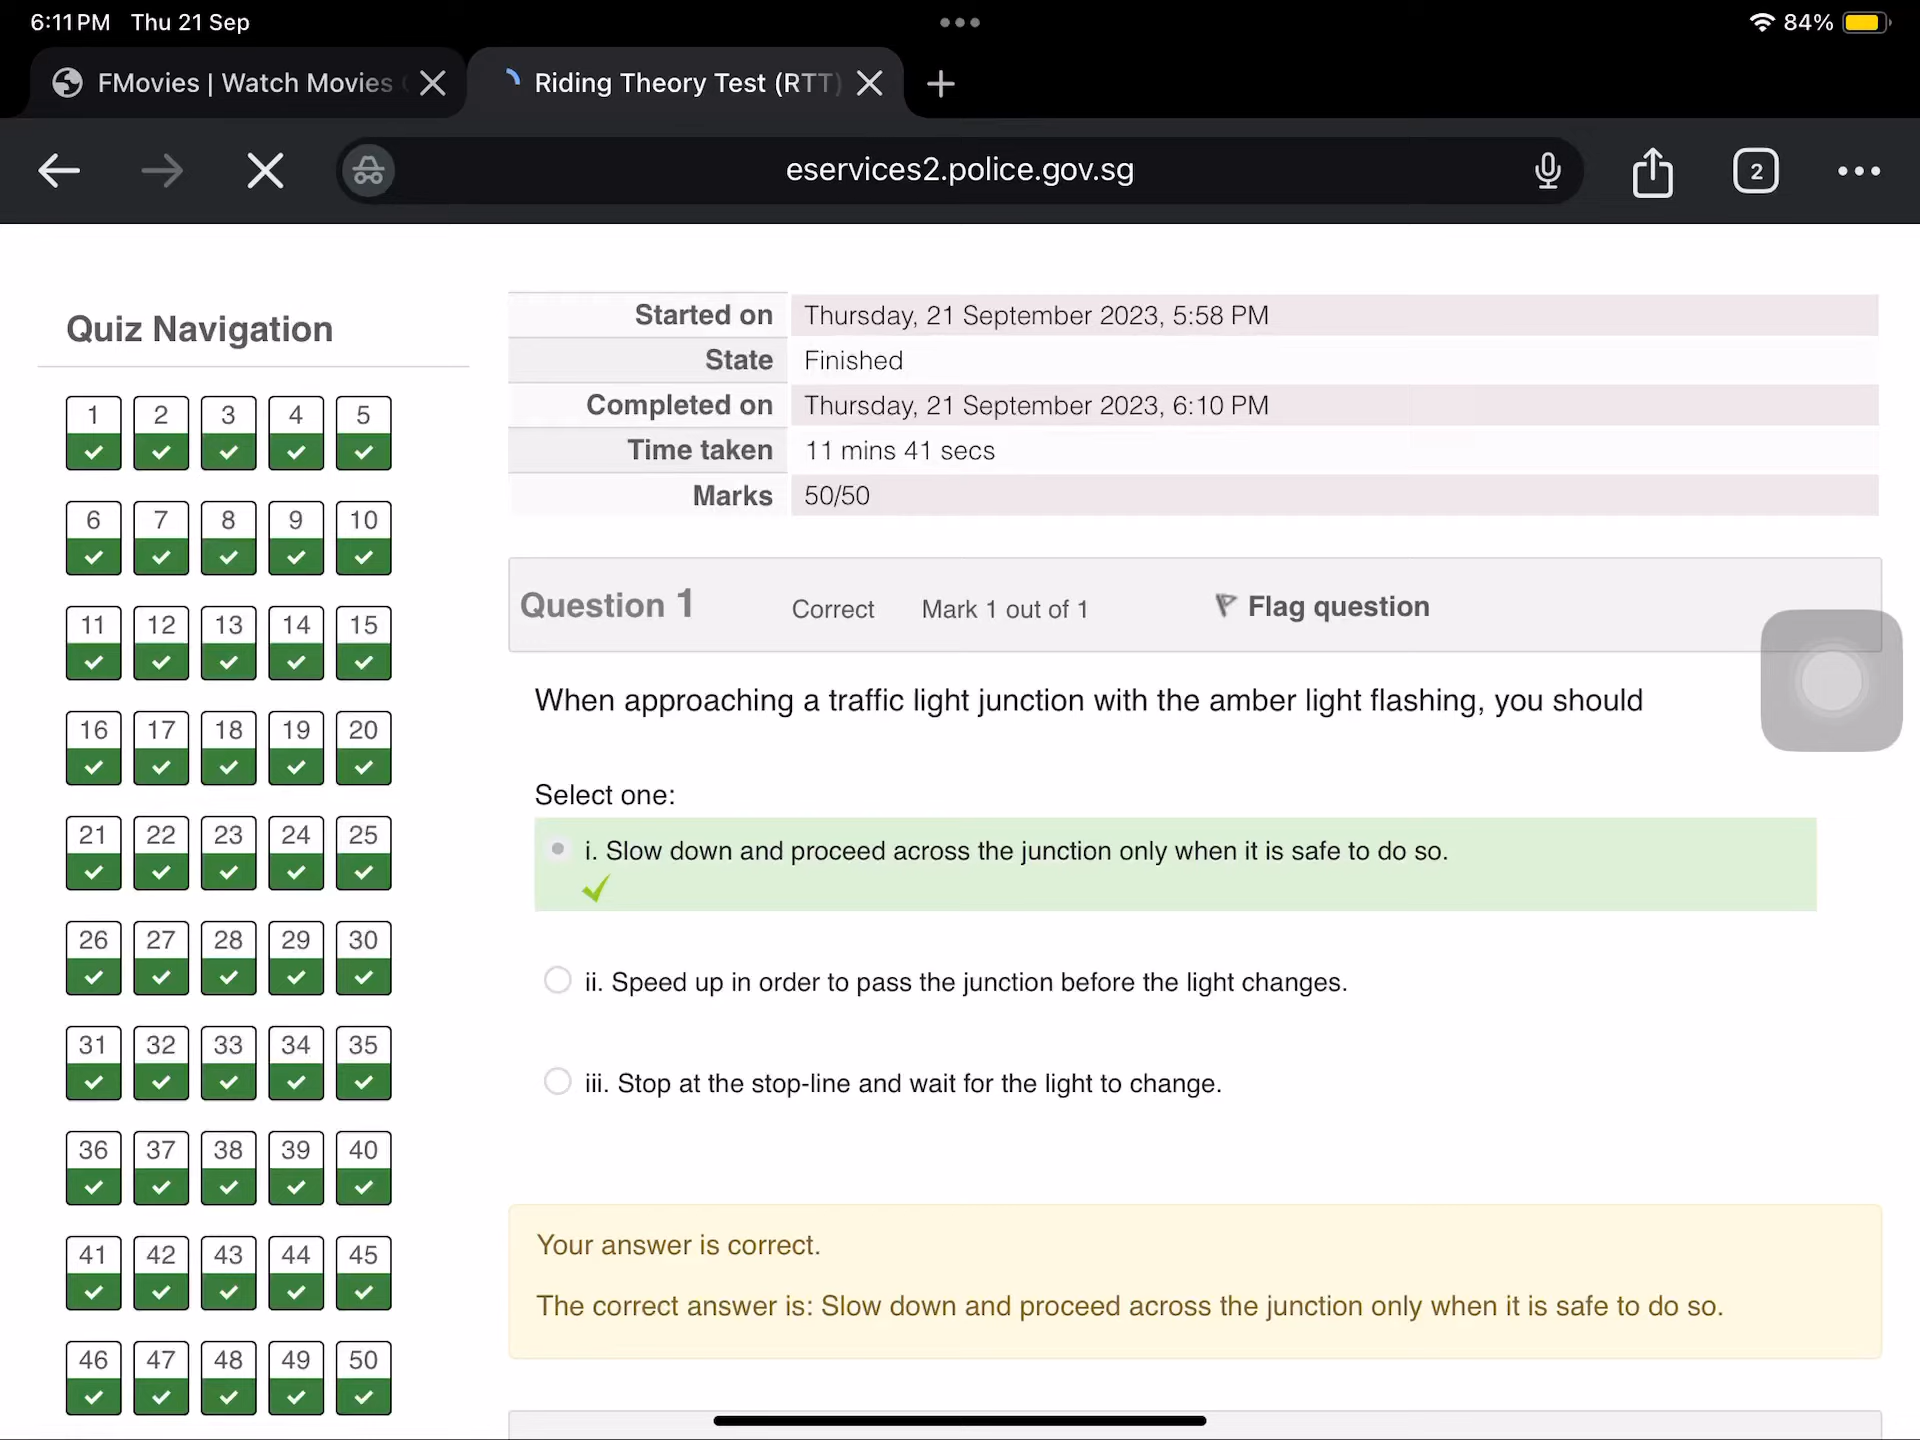 6:11 PM Thu 21 Sep
84%
FMovies | Watch Movies
Riding Theory Test (RTT)
eservices2.police.gov.sg
2
Quiz Navigation
1 2 3 4 5
6 7 8 9 10
11 12 13 14 15
16 17 18 19 20
21 22 23 24 25
26 27 28 29 30
31 32 33 34 35
36 37 38 39 40
41 42 43 44 45
46 47 48 49 50
Started on Thursday, 21 September 2023, 5:58 PM
State Finished
Completed on Thursday, 21 September 2023, 6:10 PM
Time taken 11 mins 41 secs
Marks 50/50
Question 1 Correct Mark 1 out of 1 Flag question
When approaching a traffic light junction with the amber light flashing, you should
Select one:
i. Slow down and proceed across the junction only when it is safe to do so.
ii. Speed up in order to pass the junction before the light changes.
iii. Stop at the stop-line and wait for the light to change.
Your answer is correct.
The correct answer is: Slow down and proceed across the junction only when it is safe to do so.